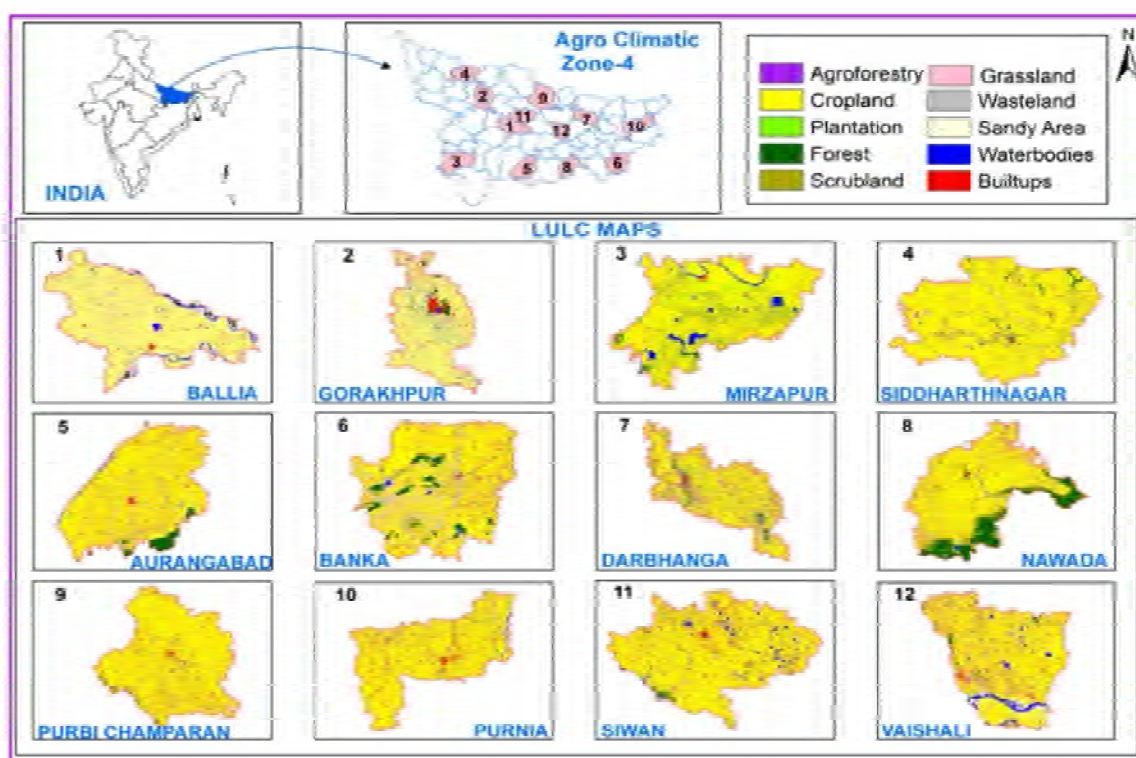 INDIA
Agro Climatic
Zone-4
4
2
9
11
7
1
12
10
3
5
8
6
N
Agroforestry
Grassland
Cropland
Wasteland
Plantation
Sandy Area
Forest
Waterbodies
Scrubland
Builtups
LULC MAPS
1
BALLIA
2
GORAKHPUR
3
MIRZAPUR
4
SIDDHARTHNAGAR
5
AURANGABAD
6
BANKA
7
DARBHANGA
8
NAWADA
9
PURBI CHAMPARAN
10
PURNIA
11
SIWAN
12
VAISHALI